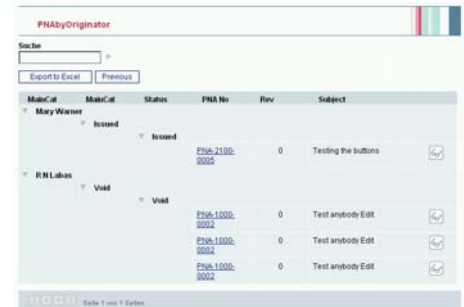 PNAbyOriginator
Suche
Export to Excel Previous
MainCat MainCat Status PNA No Rev Subject
Mary Warner
Issued
Issued
PNA-2100-0005 0 Testing the buttons
R N Labas
Void
Void
PNA-1000-0002 0 Test anybody Edit
PNA-1000-0002 0 Test anybody Edit
PNA-1000-0002 0 Test anybody Edit
Seite 1 von 1 Seiten